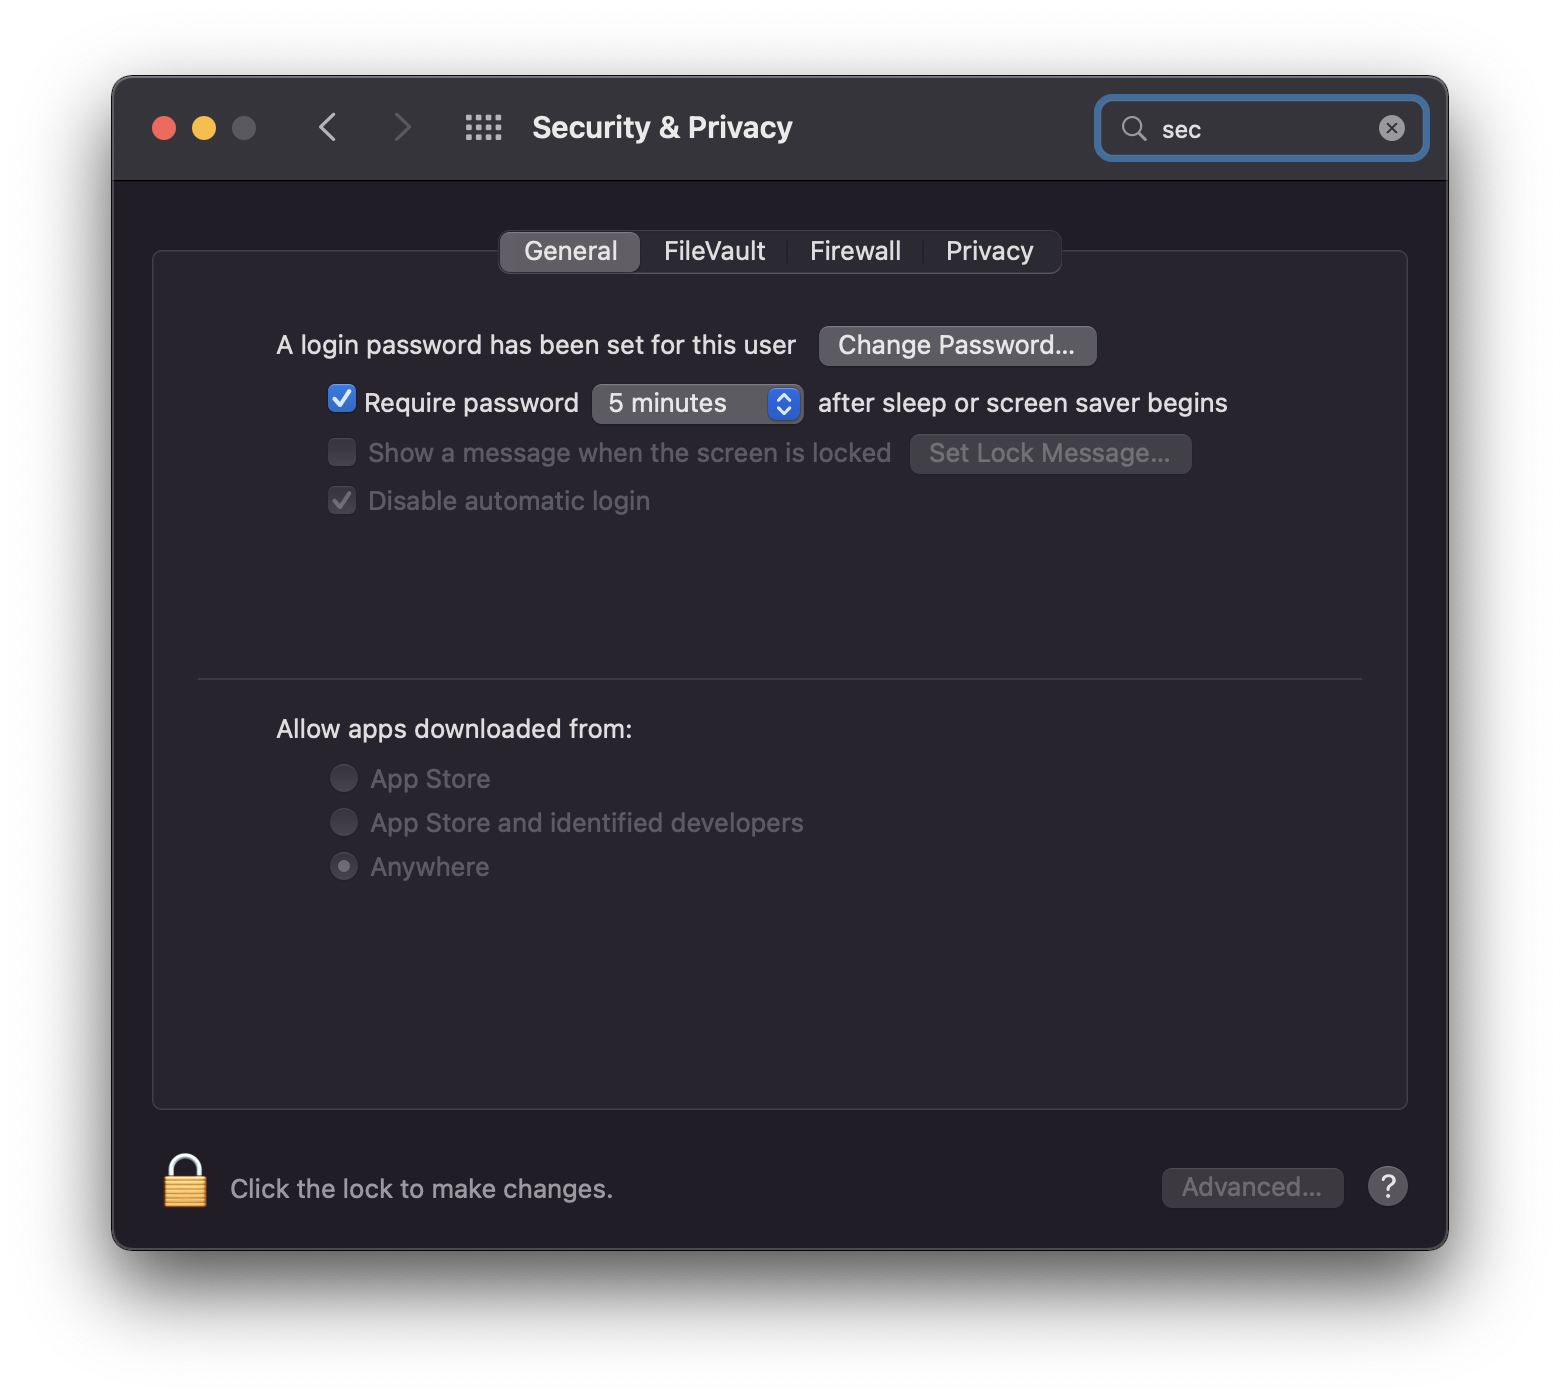 Security & Privacy
sec
General FileVault Firewall Privacy
A login password has been set for this user Change Password...
Require password 5 minutes after sleep or screen saver begins
Show a message when the screen is locked Set Lock Message...
Disable automatic login
Allow apps downloaded from:
App Store
App Store and identified developers
Anywhere
Click the lock to make changes.
Advanced... ?